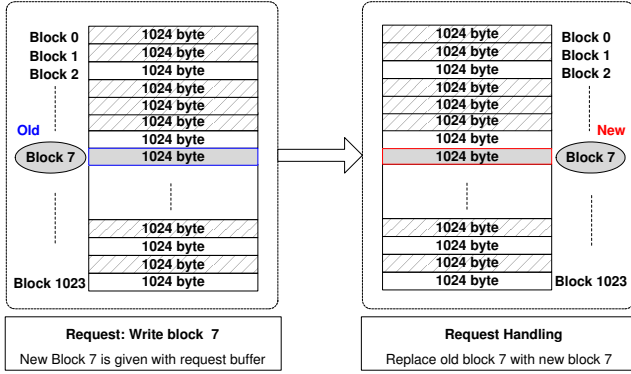 Block 0 1024 byte
Block 1 1024 byte
Block 2 1024 byte
1024 byte
1024 byte
1024 byte
Old 1024 byte
Block 7 1024 byte
1024 byte
1024 byte
1024 byte
Block 1023 1024 byte
Request: Write block 7
New Block 7 is given with request buffer
1024 byte Block 0
1024 byte Block 1
1024 byte Block 2
1024 byte
1024 byte
1024 byte
1024 byte New
1024 byte Block 7
1024 byte
1024 byte
1024 byte
1024 byte Block 1023
Request Handling
Replace old block 7 with new block 7